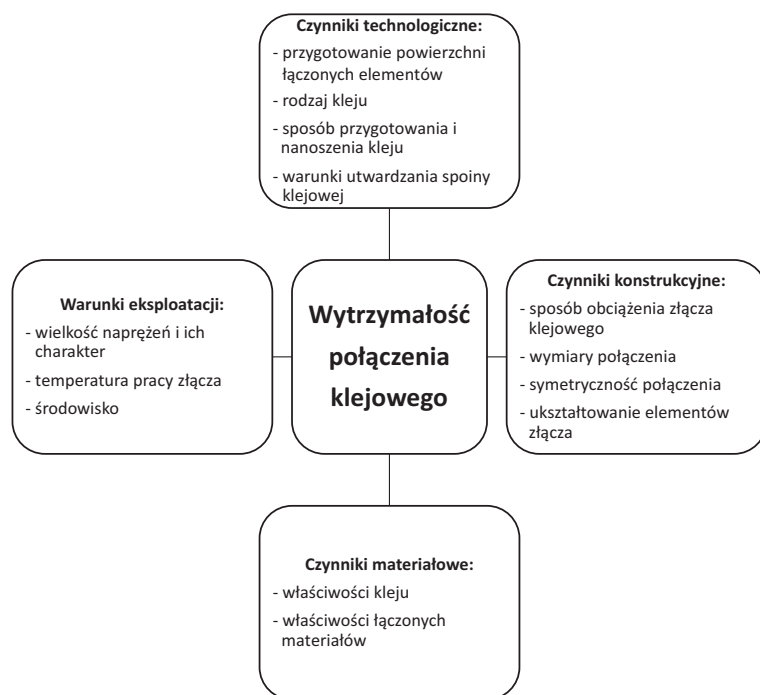 Czynniki technologiczne:
- przygotowanie powierzchni
łączonych elementów
- rodzaj kleju
- sposób przygotowania i
nanoszenia kleju
- warunki utwardzania spoiny
klejowej
Warunki eksploatacji:
- wielkość naprężeń i ich
charakter
- temperatura pracy złącza
- środowisko
Wytrzymałość
połączenia
klejowego
Czynniki konstrukcyjne:
- sposób obciążenia złącza
klejowego
- wymiary połączenia
- symetryczność połączenia
- ukształtowanie elementów
złącza
Czynniki materiałowe:
- właściwości kleju
- właściwości łączonych
materiałów